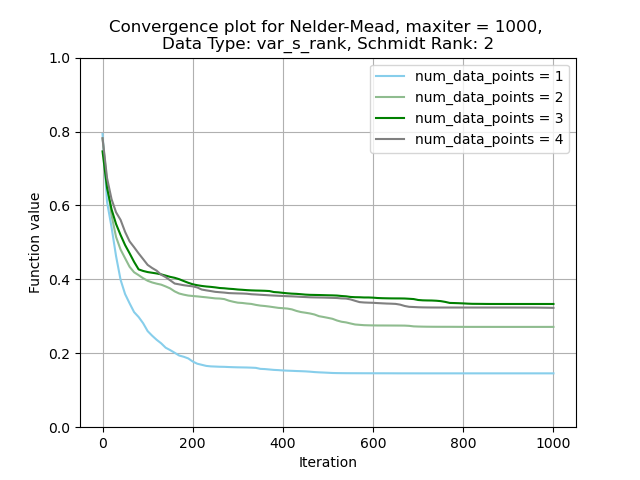 Convergence plot for Nelder-Mead, maxiter = 1000,
Data Type: var_s_rank, Schmidt Rank: 2
1.0
0.8
0.6
0.4
0.2
0.0
Function value
num_data_points = 1
num_data_points = 2
num_data_points = 3
num_data_points = 4
0 200 400 600 800 1000
Iteration